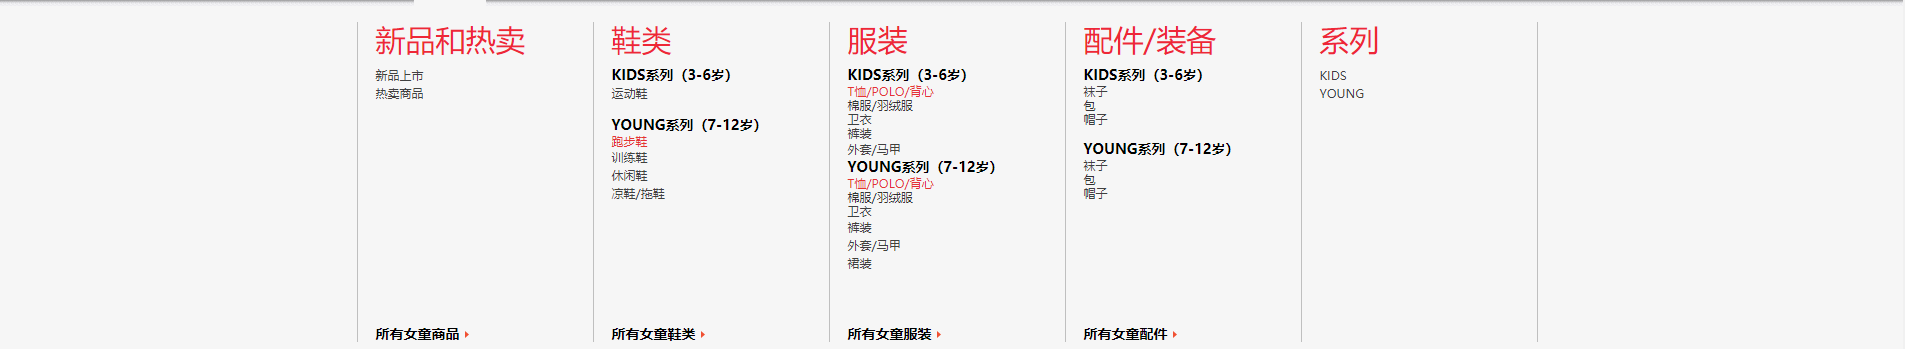 新品和热卖
新品上市
热卖商品
所有女童商品
鞋类
KIDS系列（3-6岁）
运动鞋
YOUNG系列（7-12岁）
跑步鞋
训练鞋
休闲鞋
凉鞋/拖鞋
所有女童鞋类
服装
KIDS系列（3-6岁）
T恤/POLO/背心
棉服/羽绒服
卫衣
裤装
外套/马甲
YOUNG系列（7-12岁）
T恤/POLO/背心
棉服/羽绒服
卫衣
裤装
外套/马甲
裙装
所有女童服装
配件/装备
KIDS系列（3-6岁）
袜子
包
帽子
YOUNG系列（7-12岁）
袜子
包
帽子
所有女童配件
系列
KIDS
YOUNG